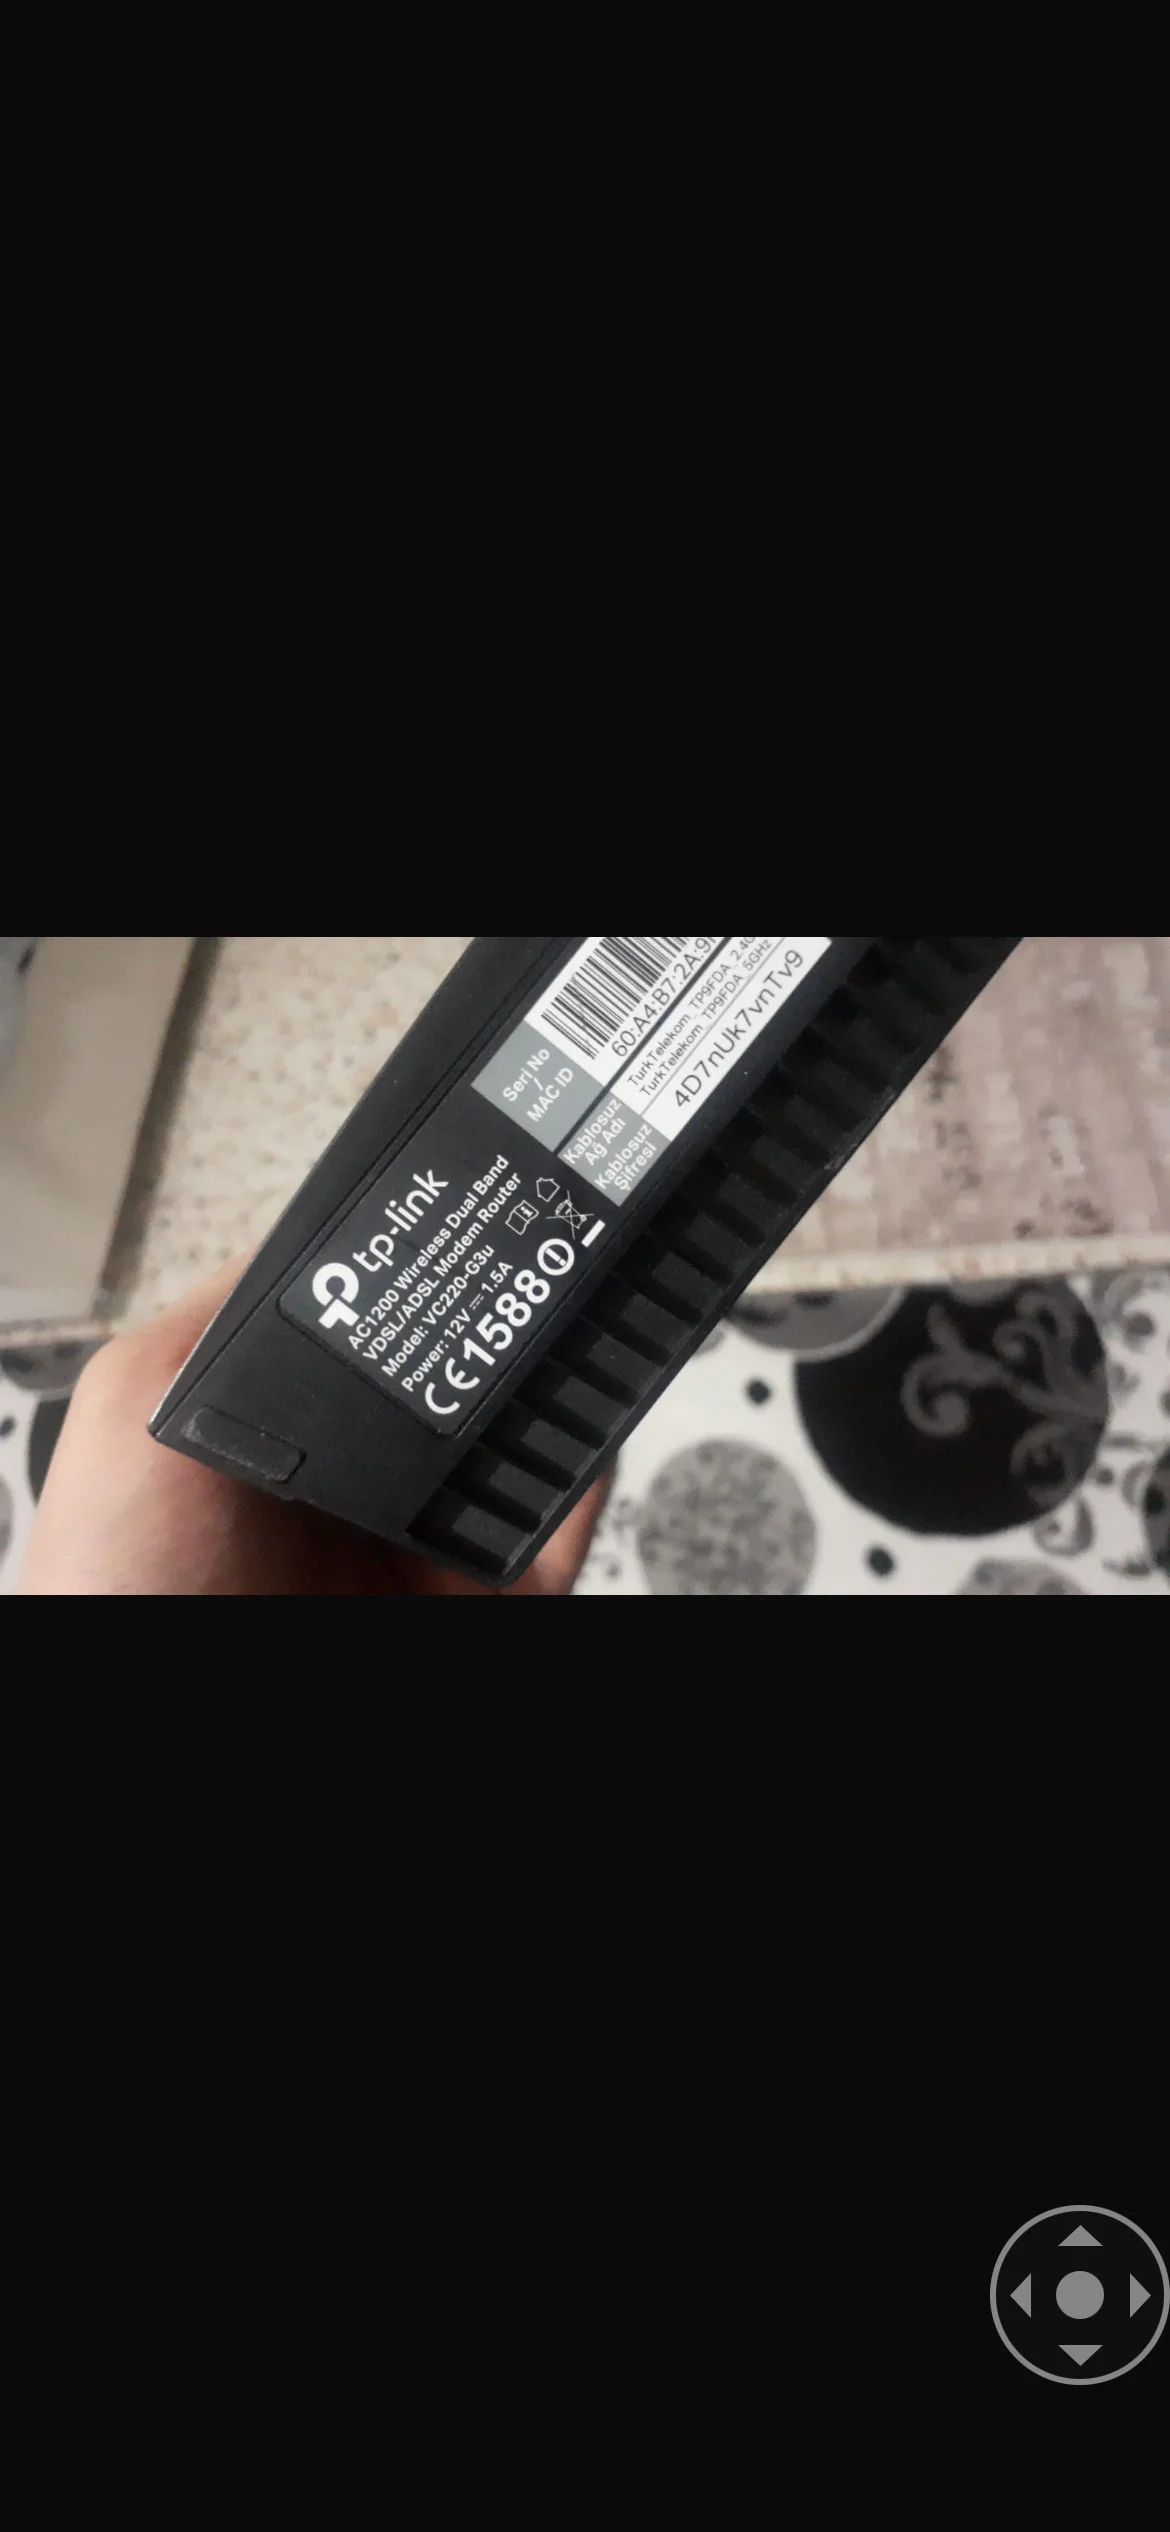 tp-link
AC1200 Wireless Dual Band
VDSL/ADSL Modem Router
Model: VC220-G3u
Power: 12V ⎓ 1.5A
CE1588
Seri No
/
MAC ID
60:A4:B7:2A:9
Kablosuz
Ağ Adı
TurkTelekom_TP9FDA_2.4G
TurkTelekom_TP9FDA_5GHz
Kablosuz
Şifresi
4D7nUk7vnTv9